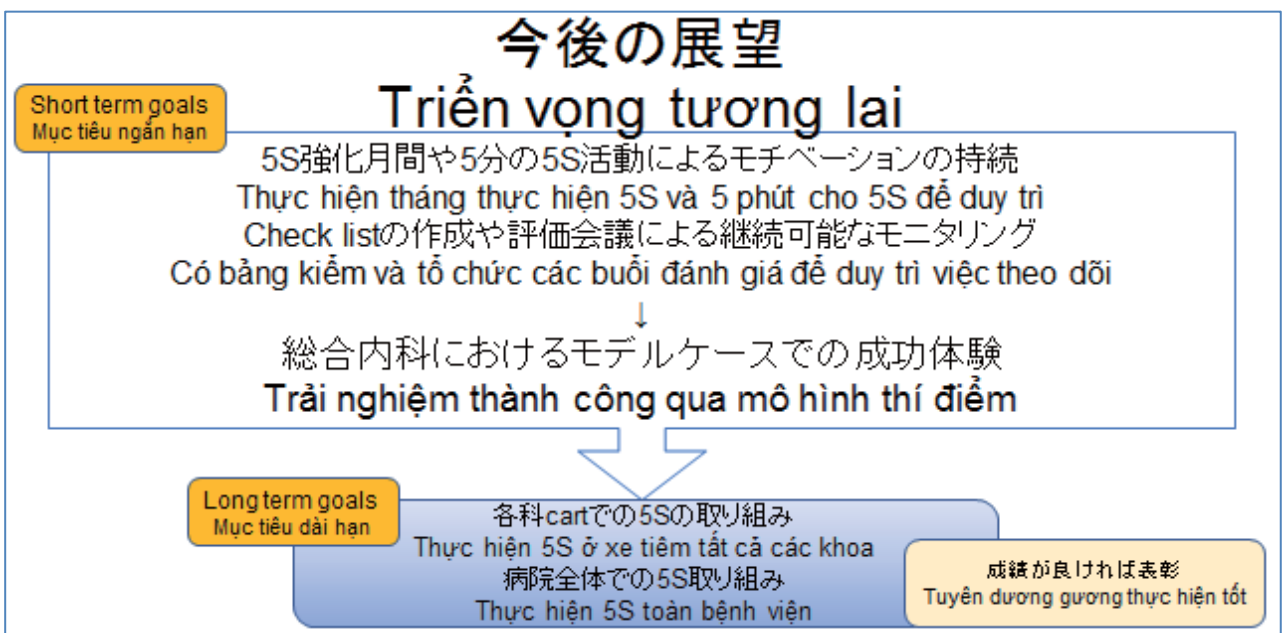 今後の展望
Triển vọng tương lai
Short term goals
Mục tiêu ngắn hạn
5S強化月間や5分の5S活動によるモチベーションの持続
Thực hiện tháng thực hiện 5S và 5 phút cho 5S để duy trì
Check listの作成や評価会議による継続可能なモニタリング
Có bảng kiểm và tổ chức các buổi đánh giá để duy trì việc theo dõi
↓
総合内科におけるモデルケースでの成功体験
Trải nghiệm thành công qua mô hình thí điểm
Long term goals
Mục tiêu dài hạn
各科cartでの5Sの取り組み
Thực hiện 5S ở xe tiêm tất cả các khoa
病院全体での5S取り組み
Thực hiện 5S toàn bệnh viện
成績が良ければ表彰
Tuyên dương gương thực hiện tốt